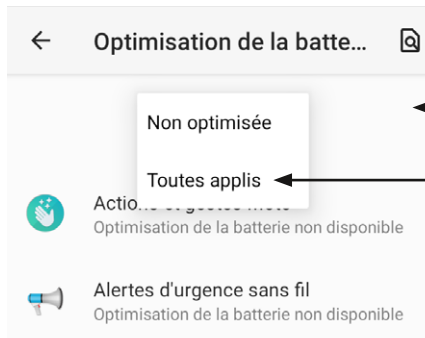 Optimisation de la batte...
Non optimisée
Toutes applis
Optimisation de la batterie non disponible
Alertes d'urgence sans fil
Optimisation de la batterie non disponible